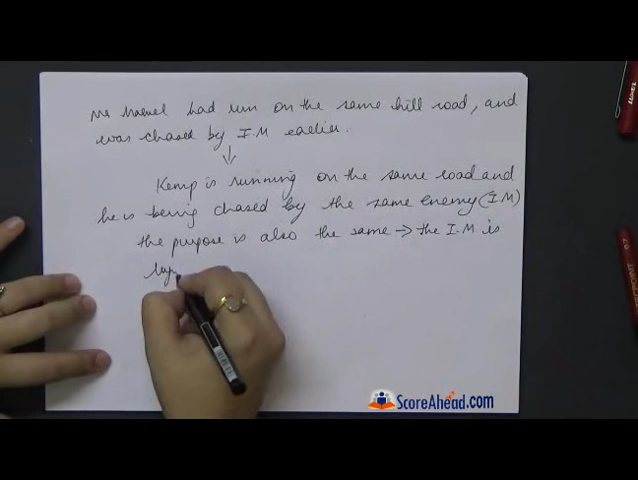 Mr Marvel had run on the same hill road, and
was chased by I.M earlier.
↓
Kemp is running on the same road and
he is being chased by the same enemy (I.M)
the purpose is also the same → the I.M is
ScoreAhead.com